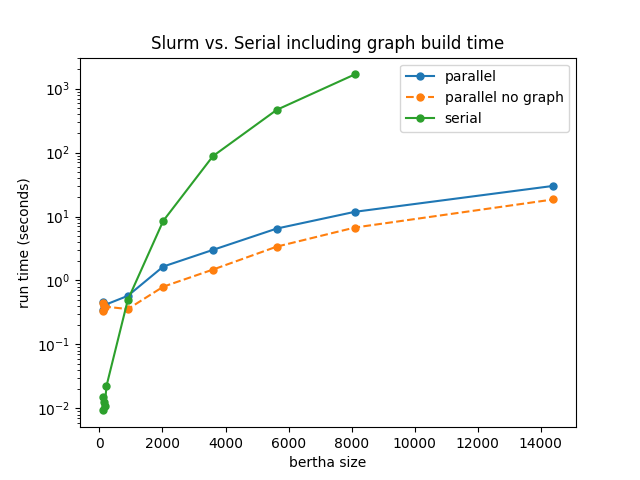 Slurm vs. Serial including graph build time
parallel
parallel no graph
serial
run time (seconds)
10³
10²
10¹
10⁰
10⁻¹
10⁻²
0 2000 4000 6000 8000 10000 12000 14000
bertha size